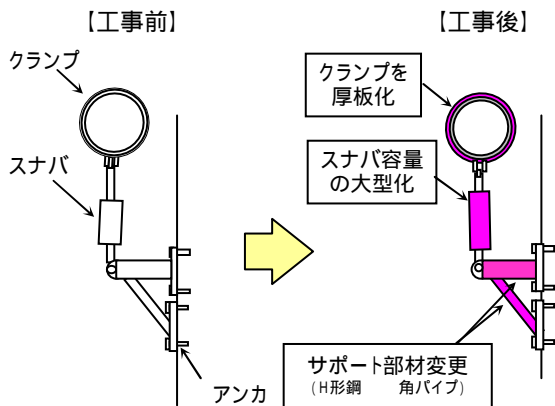 【工事前】
クランプ
スナバ
アンカ
【工事後】
クランプを
厚板化
スナバ容量
の大型化
サポート部材変更
(H形鋼 角パイプ)